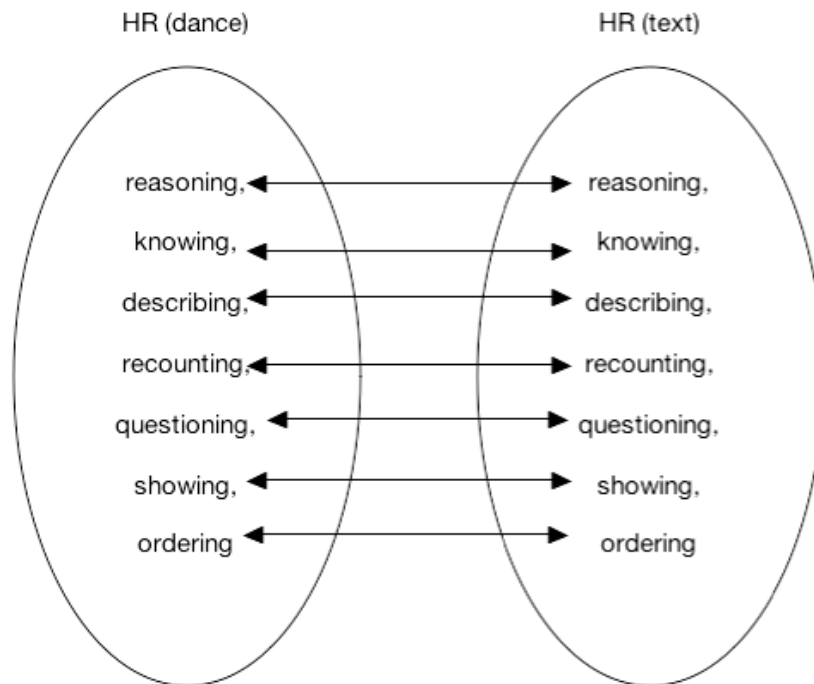 HR (dance) HR (text)
reasoning, reasoning,
knowing, knowing,
describing, describing,
recounting, recounting,
questioning, questioning,
showing, showing,
ordering ordering